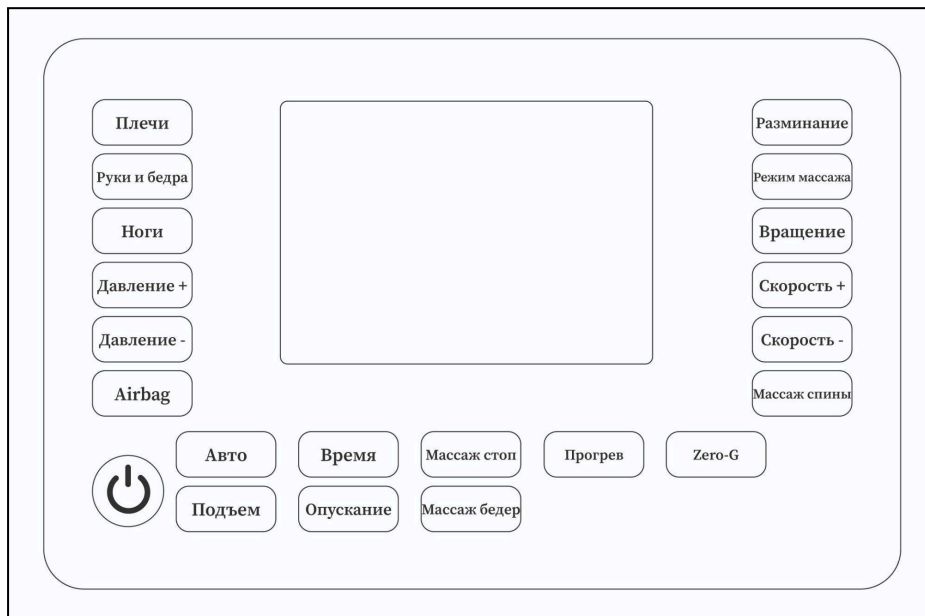 Плечи
Руки и бедра
Ноги
Давление +
Давление -
Airbag
Разминание
Режим массажа
Вращение
Скорость +
Скорость -
Массаж спины
Авто
Время
Массаж стоп
Прогрев
Zero-G
Подъем
Опускание
Массаж бедер